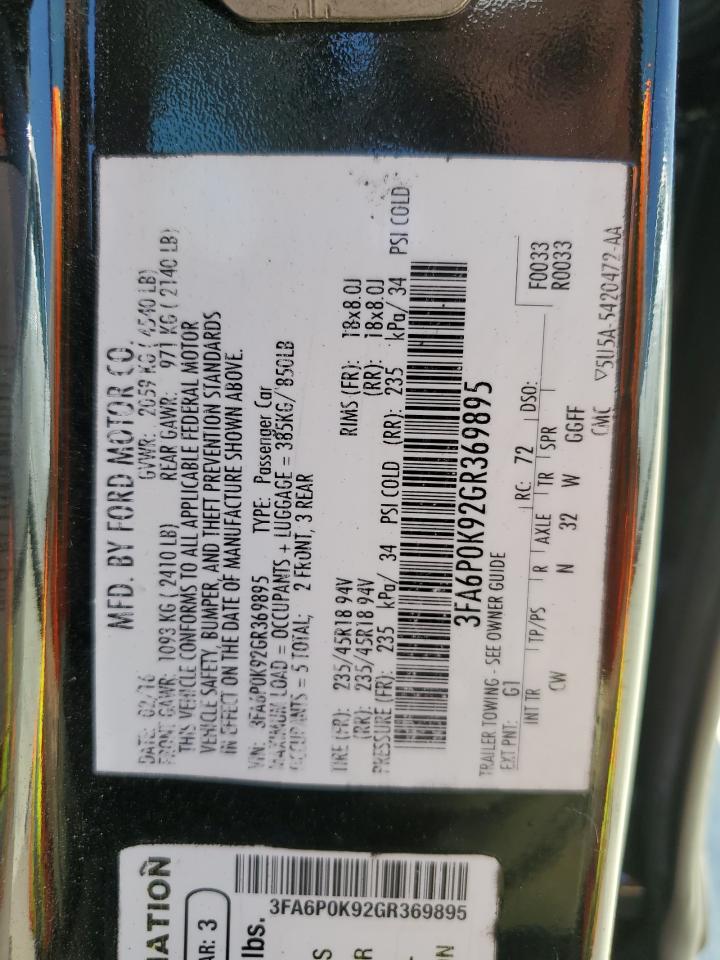 MFD. BY FORD MOTOR CO.
DATE: 02/16 GVWR: 2059 KG ( 4540 LB)
FRONT GAWR: 1093 KG ( 2410 LB) REAR GAWR: 971 KG ( 2140 LB)
THIS VEHICLE CONFORMS TO ALL APPLICABLE FEDERAL MOTOR
VEHICLE SAFETY, BUMPER, AND THEFT PREVENTION STANDARDS
IN EFFECT ON THE DATE OF MANUFACTURE SHOWN ABOVE.
VIN: 3FA6P0K92GR369895 TYPE: Passenger Car
MAXIMUM LOAD = OCCUPANTS + LUGGAGE = 385KG/ 850LB
OCCUPANTS = 5 TOTAL, 2 FRONT, 3 REAR
TIRE (FR): 235/45R18 94V RIMS (FR): 18x8.0J
(RR): 235/45R18 94V (RR): 18x8.0J
PRESSURE (FR): 235 kPa/ 34 PSI COLD (RR): 235 kPa/ 34 PSI COLD
3FA6P0K92GR369895
TRAILER TOWING - SEE OWNER GUIDE
EXT PNT: G1 RC: 72 DSO: F0033
R0033
INT TR TP/PS R AXLE TR SPR
CW N 32 W GGFF
CMC ▽5U5A-5420472-AA
MATION
AR: 3
lbs.
3FA6P0K92GR369895
S
R
N